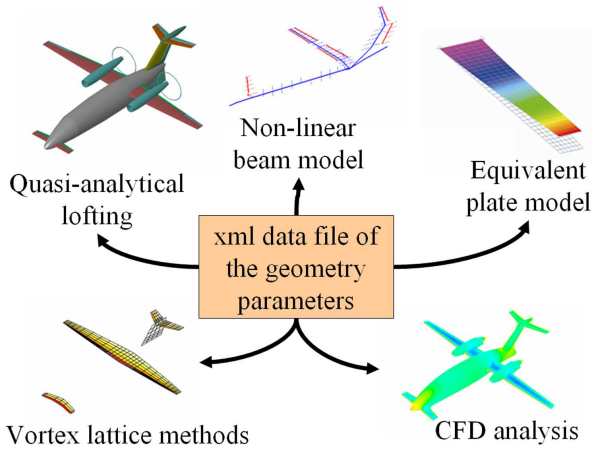 Non-linear
beam model
Quasi-analytical
lofting
Equivalent
plate model
xml data file of
the geometry
parameters
Vortex lattice methods
CFD analysis